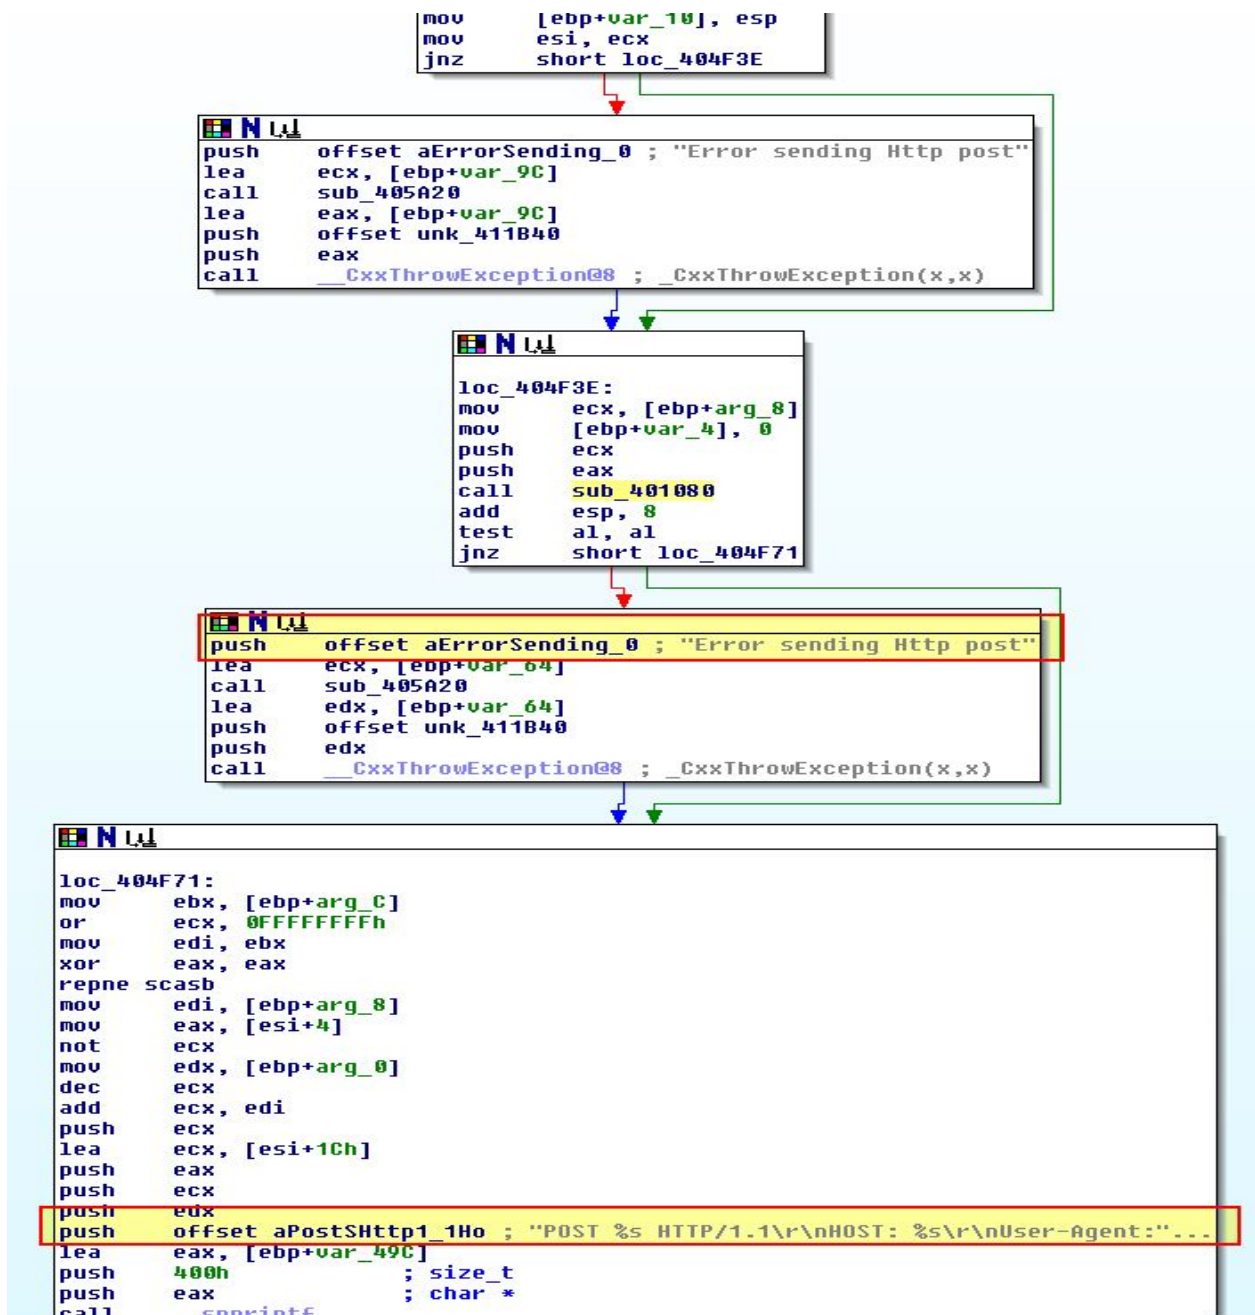 mov [ebp+var_10], esp
mov esi, ecx
jnz short loc_404F3E
N
push offset aErrorSending_0 ; "Error sending Http post"
lea ecx, [ebp+var_9C]
call sub_405A20
lea eax, [ebp+var_9C]
push offset unk_411B40
push eax
call __CxxThrowException@8 ; _CxxThrowException(x,x)
N
loc_404F3E:
mov ecx, [ebp+arg_8]
mov [ebp+var_4], 0
push ecx
push eax
call sub_401080
add esp, 8
test al, al
jnz short loc_404F71
N
push offset aErrorSending_0 ; "Error sending Http post"
lea ecx, [ebp+var_64]
call sub_405A20
lea edx, [ebp+var_64]
push offset unk_411B40
push edx
call __CxxThrowException@8 ; _CxxThrowException(x,x)
N
loc_404F71:
mov ebx, [ebp+arg_C]
or ecx, 0FFFFFFFFh
mov edi, ebx
xor eax, eax
repne scasb
mov edi, [ebp+arg_8]
mov eax, [esi+4]
not ecx
mov edx, [ebp+arg_0]
dec ecx
add ecx, edi
push ecx
lea ecx, [esi+1Ch]
push eax
push ecx
push edx
push offset aPostSHttp1_1Ho ; "POST %s HTTP/1.1\r\nHOST: %s\r\nUser-Agent:"...
lea eax, [ebp+var_49C]
push 400h ; size_t
push eax ; char *
call